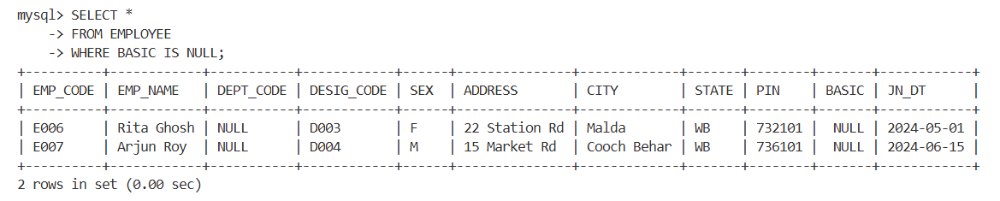 mysql> SELECT *
    -> FROM EMPLOYEE
    -> WHERE BASIC IS NULL;
+----------+------------+-----------+------------+-----+---------------+-------------+-------+--------+-------+------------+
| EMP_CODE | EMP_NAME   | DEPT_CODE | DESIG_CODE | SEX | ADDRESS       | CITY        | STATE | PIN    | BASIC | JN_DT      |
+----------+------------+-----------+------------+-----+---------------+-------------+-------+--------+-------+------------+
| E006     | Rita Ghosh | NULL      | D003       | F   | 22 Station Rd | Malda       | WB    | 732101 |  NULL | 2024-05-01 |
| E007     | Arjun Roy  | NULL      | D004       | M   | 15 Market Rd  | Cooch Behar | WB    | 736101 |  NULL | 2024-06-15 |
+----------+------------+-----------+------------+-----+---------------+-------------+-------+--------+-------+------------+
2 rows in set (0.00 sec)